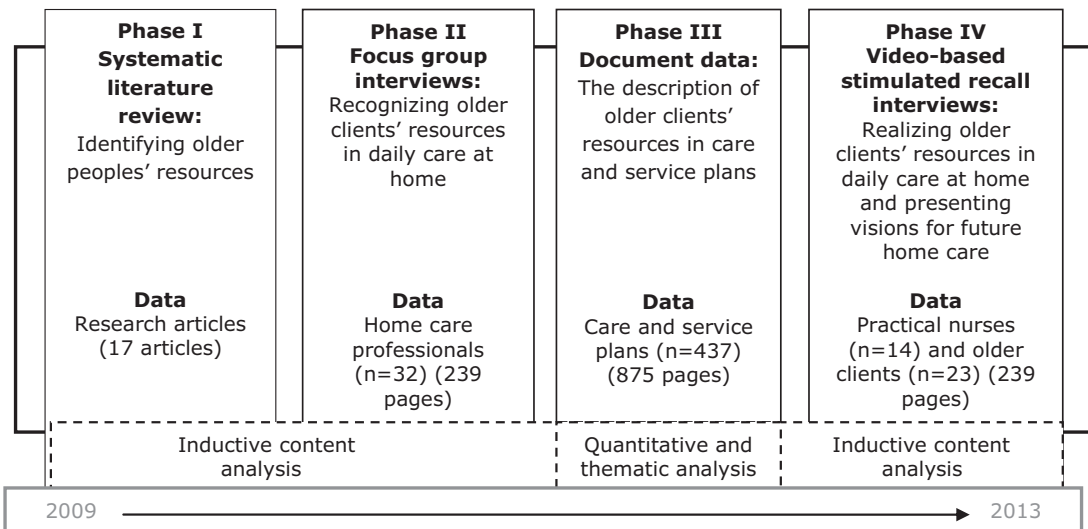 Phase I
Systematic
literature
review:
Identifying older
peoples’ resources
Data
Research articles
(17 articles)
Phase II
Focus group
interviews:
Recognizing older
clients’ resources
in daily care at
home
Data
Home care
professionals
(n=32) (239
pages)
Phase III
Document data:
The description of
older clients’
resources in care
and service plans
Data
Care and service
plans (n=437)
(875 pages)
Phase IV
Video-based
stimulated recall
interviews:
Realizing older
clients’ resources in
daily care at home
and presenting
visions for future
home care
Data
Practical nurses
(n=14) and older
clients (n=23) (239
pages)
Inductive content
analysis
Quantitative and
thematic analysis
Inductive content
analysis
2009
2013